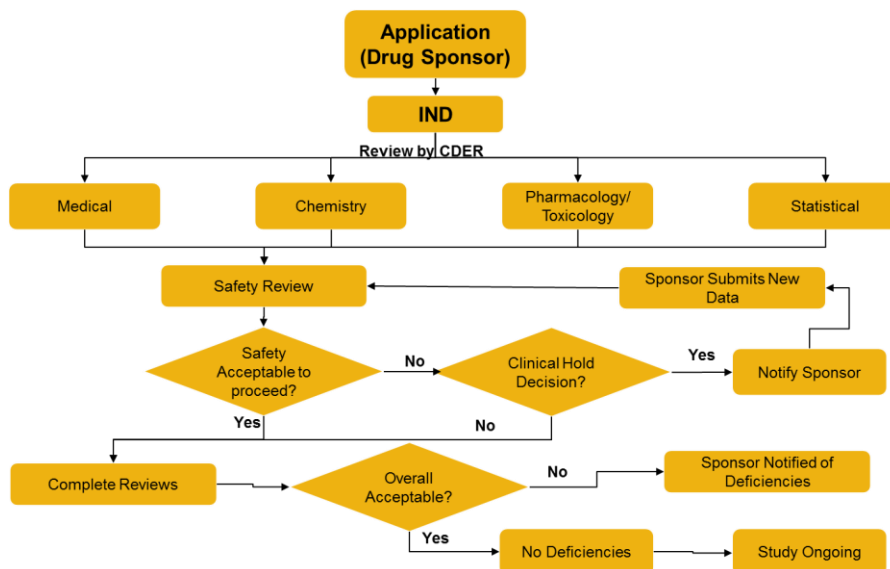 Application
(Drug Sponsor)
IND
Review by CDER
Medical
Chemistry
Pharmacology/
Toxicology
Statistical
Safety Review
Sponsor Submits New
Data
Safety
Acceptable to
proceed?
No
Clinical Hold
Decision?
Yes
Notify Sponsor
Yes
No
Complete Reviews
Overall
Acceptable?
No
Sponsor Notified of
Deficiencies
Yes
No Deficiencies
Study Ongoing